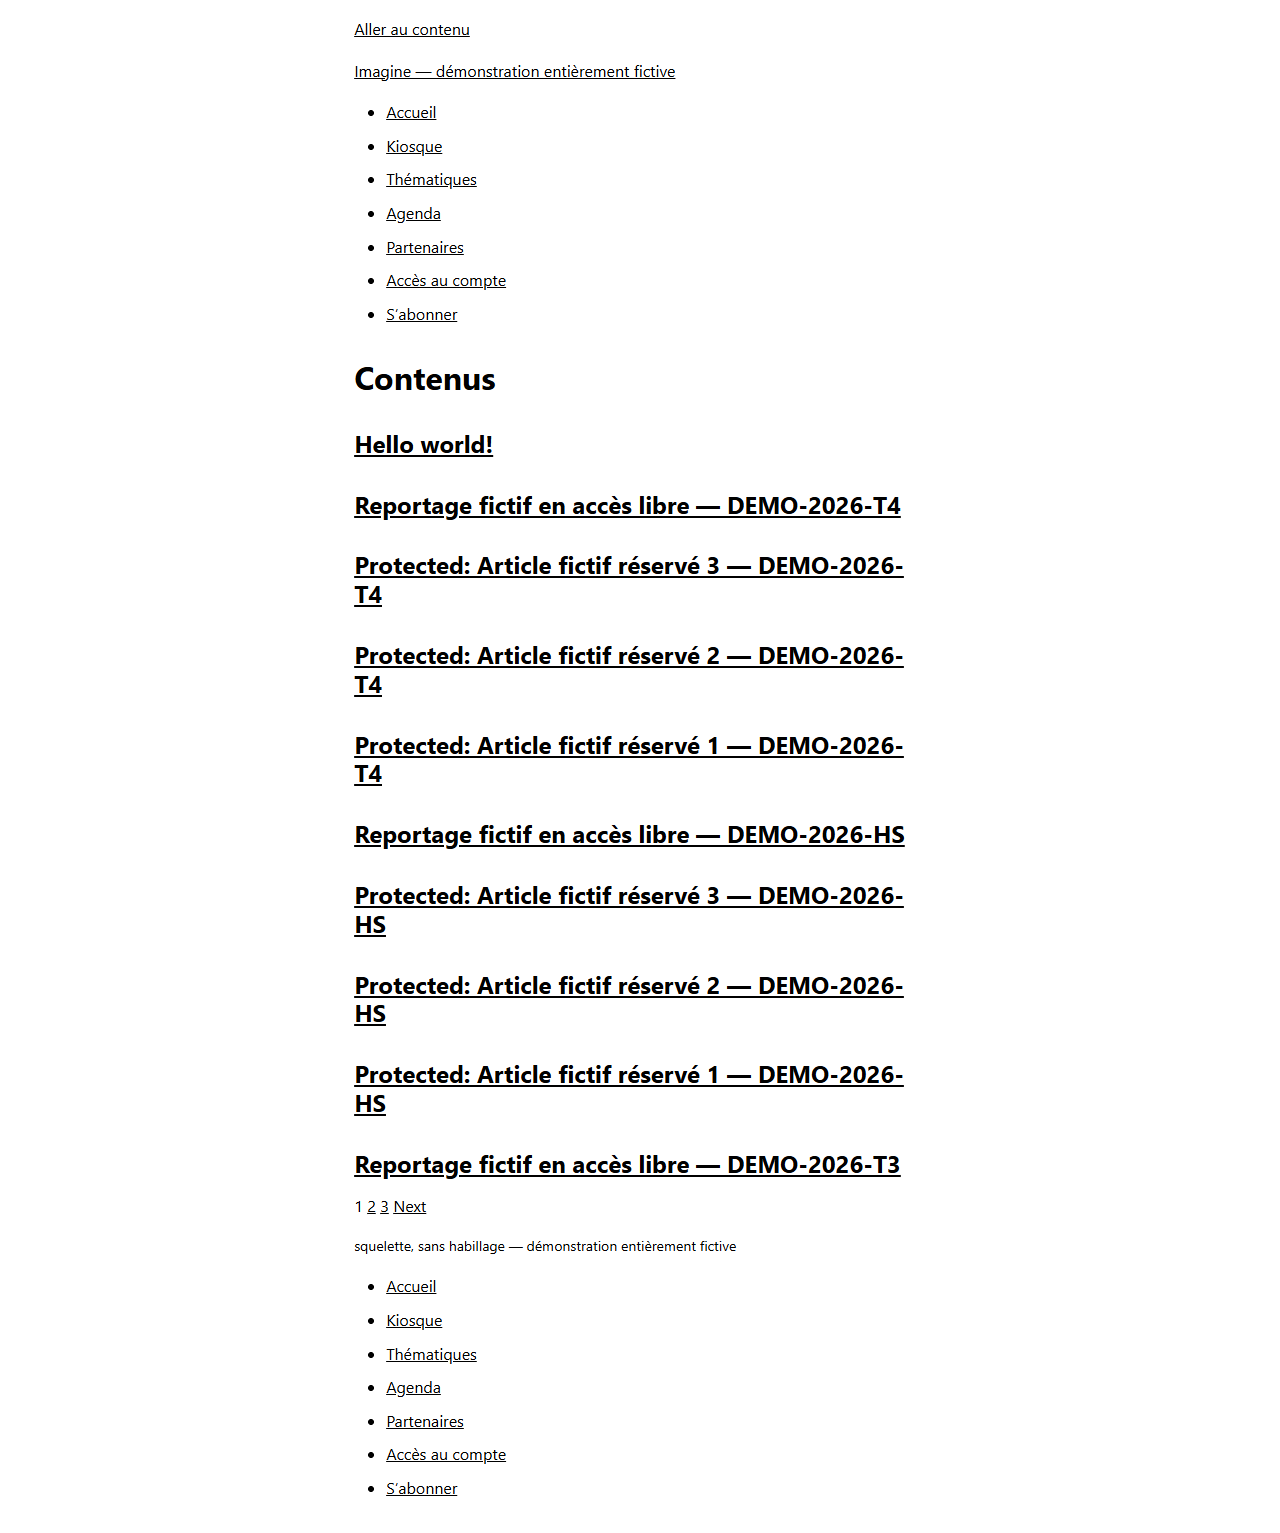 Aller au contenu
Imagine — démonstration entièrement fictive
Accueil
Kiosque
Thématiques
Agenda
Partenaires
Accès au compte
S’abonner
Contenus
Hello world!
Reportage fictif en accès libre — DEMO-2026-T4
Protected: Article fictif réservé 3 — DEMO-2026-
T4
Protected: Article fictif réservé 2 — DEMO-2026-
T4
Protected: Article fictif réservé 1 — DEMO-2026-
T4
Reportage fictif en accès libre — DEMO-2026-HS
Protected: Article fictif réservé 3 — DEMO-2026-
HS
Protected: Article fictif réservé 2 — DEMO-2026-
HS
Protected: Article fictif réservé 1 — DEMO-2026-
HS
Reportage fictif en accès libre — DEMO-2026-T3
1 2 3 Next
squelette, sans habillage — démonstration entièrement fictive
Accueil
Kiosque
Thématiques
Agenda
Partenaires
Accès au compte
S’abonner